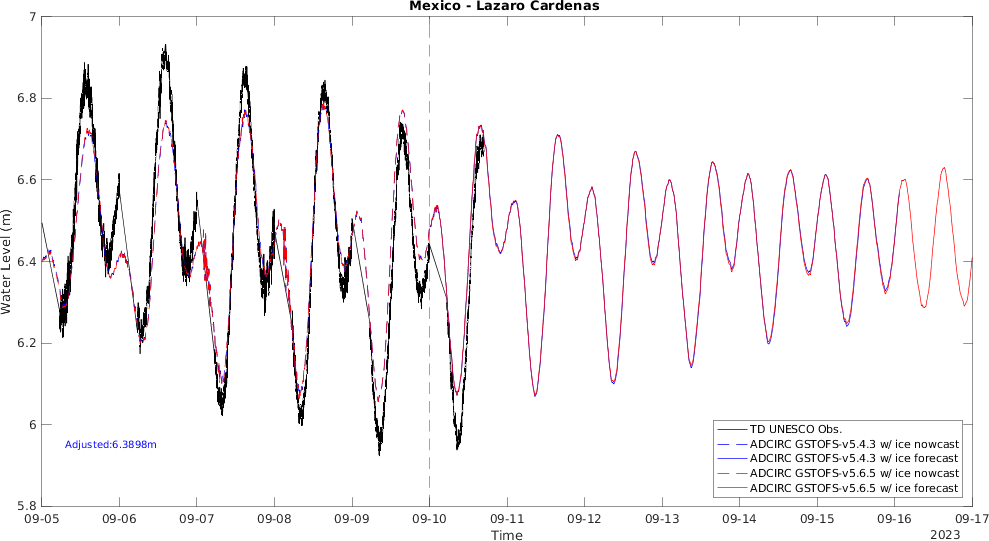 Mexico - Lazaro Cardenas
7
6.8
6.6
6.4
6.2
6
5.8
Water Level (m)
Adjusted:6.3898m
TD UNESCO Obs.
ADCIRC GSTOFS-v5.4.3 w/ ice nowcast
ADCIRC GSTOFS-v5.4.3 w/ ice forecast
ADCIRC GSTOFS-v5.6.5 w/ ice nowcast
ADCIRC GSTOFS-v5.6.5 w/ ice forecast
09-05 09-06 09-07 09-08 09-09 09-10 09-11 09-12 09-13 09-14 09-15 09-16 09-17
Time
2023